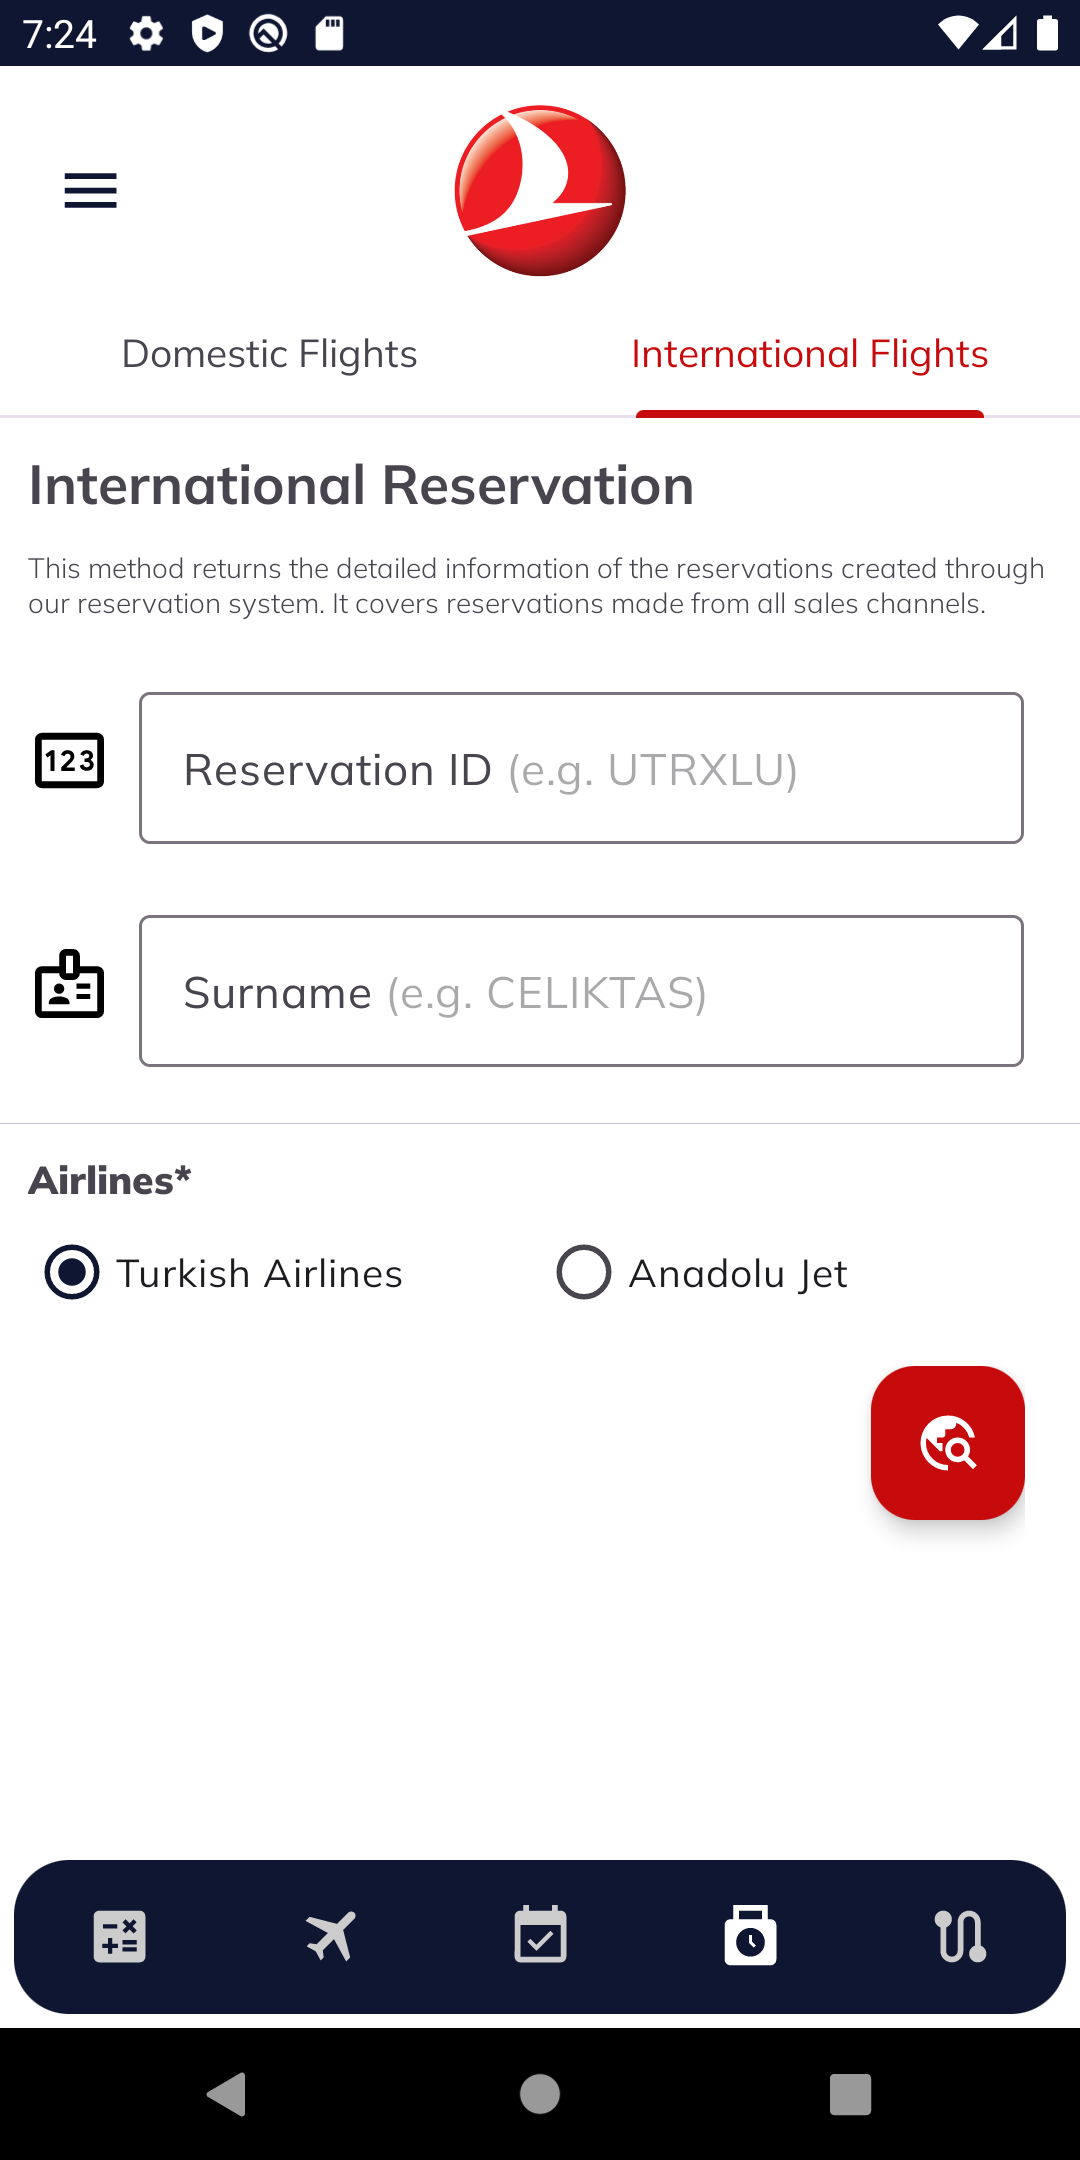 7:24
Domestic Flights
International Flights
International Reservation
This method returns the detailed information of the reservations created through
our reservation system. It covers reservations made from all sales channels.
123
Reservation ID (e.g. UTRXLU)
Surname (e.g. CELIKTAS)
Airlines*
Turkish Airlines
Anadolu Jet